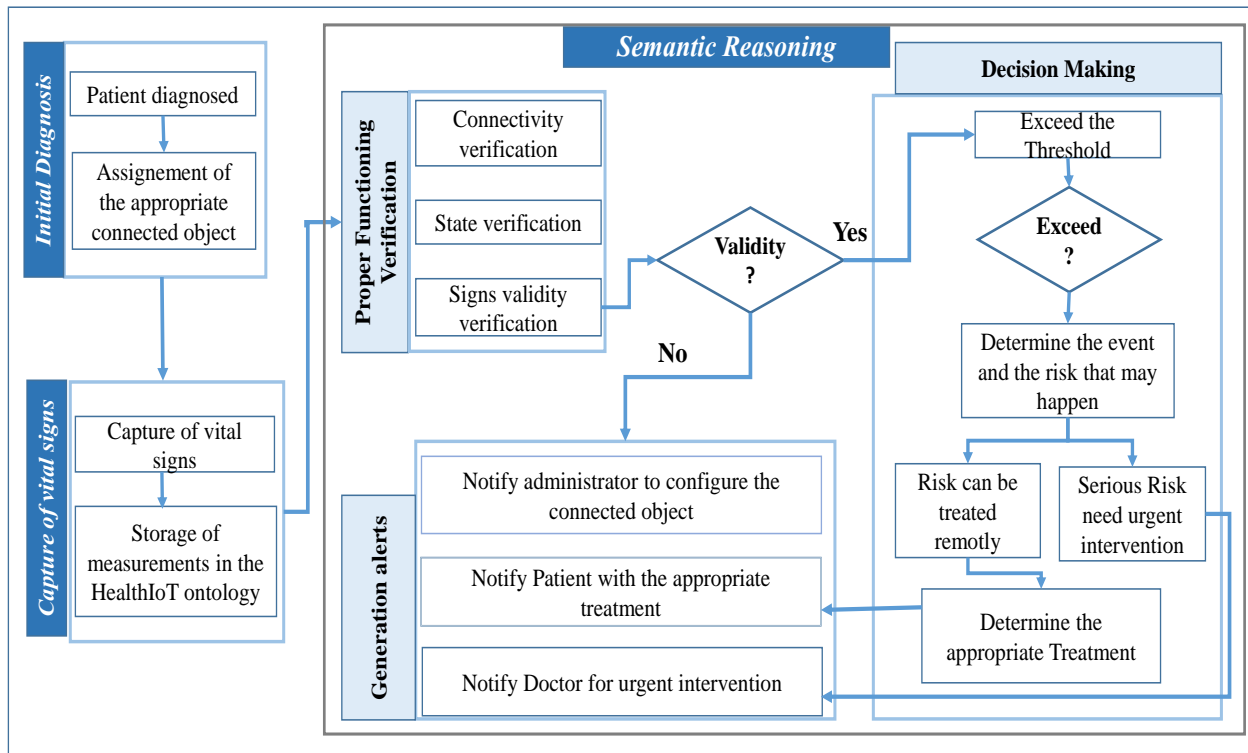 Initial Diagnosis
Patient diagnosed
Assignement of
the appropriate
connected object
Capture of vital signs
Capture of vital
signs
Storage of
measurements in the
HealthIoT ontology
Semantic Reasoning
Proper Functioning
Verification
Connectivity
verification
State verification
Signs validity
verification
Validity
?
Yes
No
Decision Making
Exceed the
Threshold
Exceed
?
Determine the event
and the risk that may
happen
Risk can be
treated
remotly
Serious Risk
need urgent
intervention
Determine the
appropriate Treatment
Generation alerts
Notify administrator to configure the
connected object
Notify Patient with the appropriate
treatment
Notify Doctor for urgent intervention